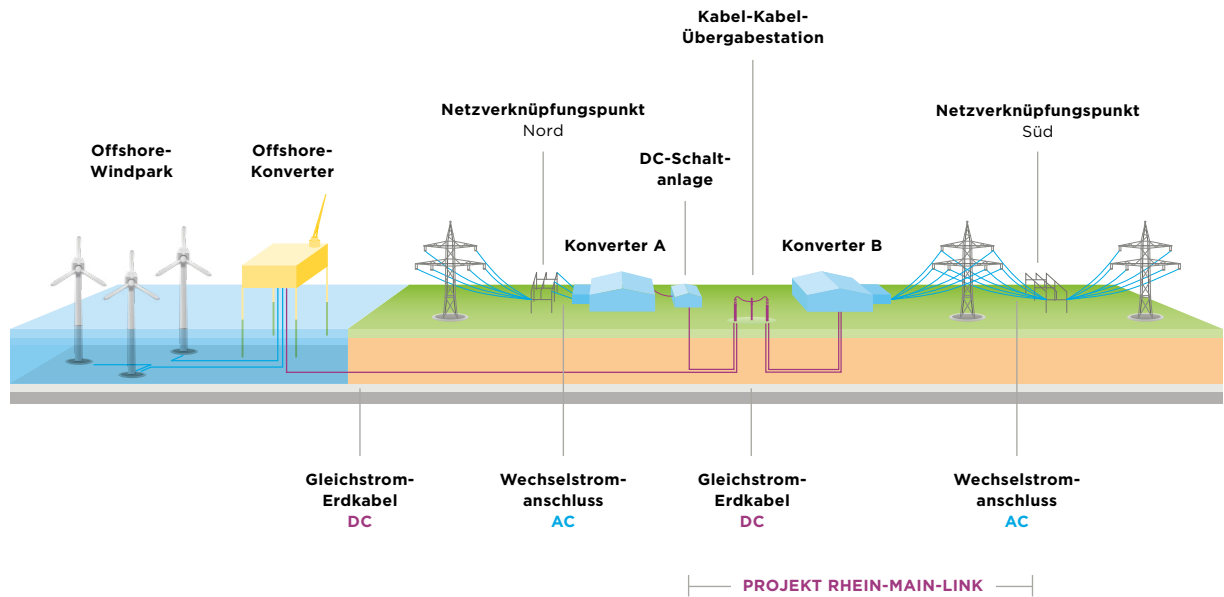 Kabel-Kabel-
Übergabestation
Netzverknüpfungspunkt
Nord
Netzverknüpfungspunkt
Süd
Offshore-
Windpark
Offshore-
Konverter
DC-Schalt-
anlage
Konverter A
Konverter B
Gleichstrom-
Erdkabel
DC
Wechselstrom-
anschluss
AC
Gleichstrom-
Erdkabel
DC
Wechselstrom-
anschluss
AC
PROJEKT RHEIN-MAIN-LINK